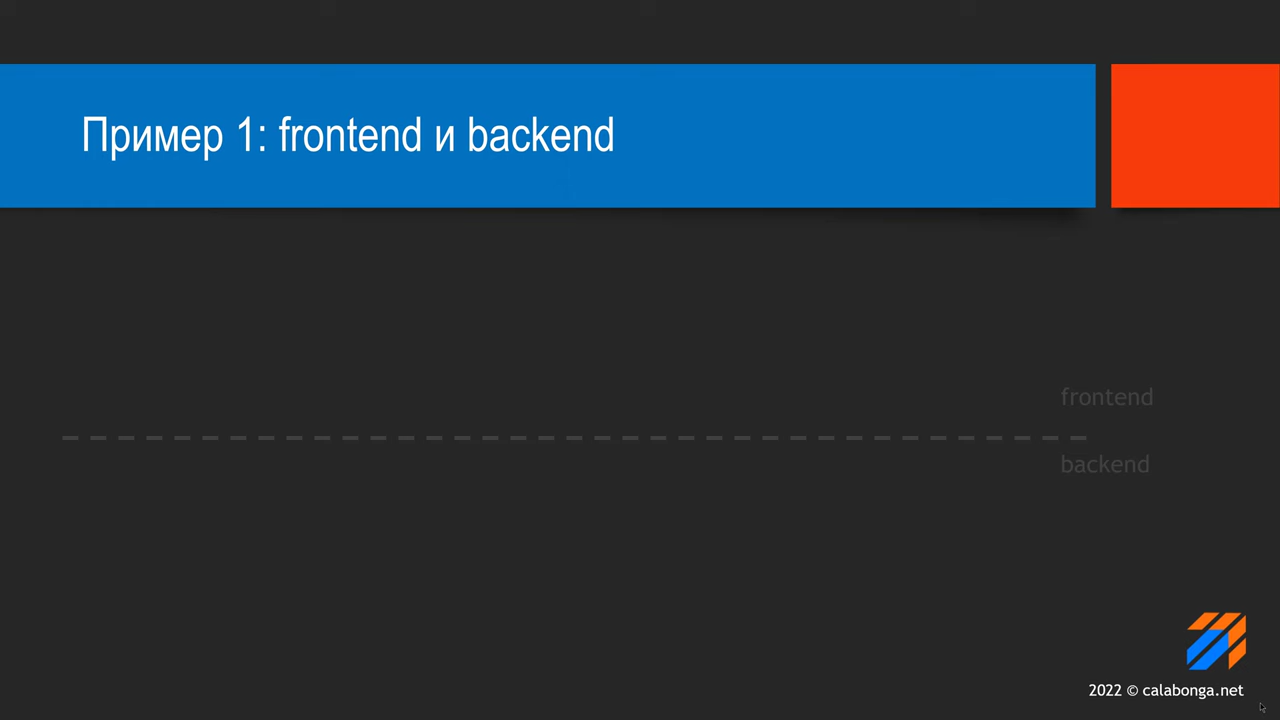 Пример 1: frontend и backend
frontend
backend
2022 © calabonga.net